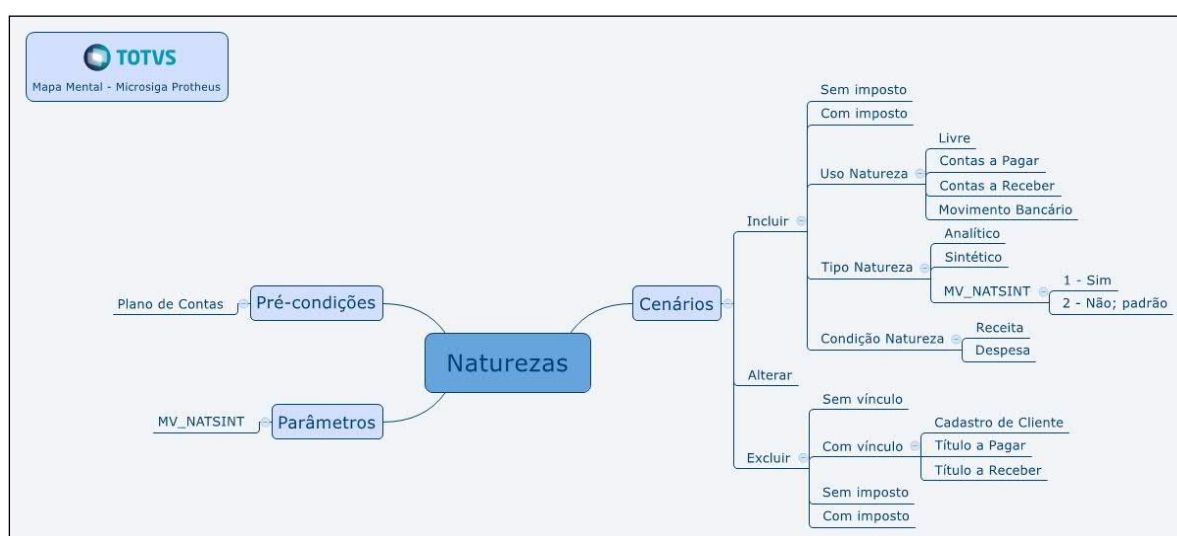 TOTVS
Mapa Mental - Microsiga Protheus
Naturezas
Pré-condições
Plano de Contas
Parâmetros
MV_NATSINT
Cenários
Incluir
Sem imposto
Com imposto
Uso Natureza
Livre
Contas a Pagar
Contas a Receber
Movimento Bancário
Tipo Natureza
Analítico
Sintético
MV_NATSINT
1 - Sim
2 - Não; padrão
Condição Natureza
Receita
Despesa
Alterar
Excluir
Sem vínculo
Com vínculo
Cadastro de Cliente
Título a Pagar
Título a Receber
Sem imposto
Com imposto